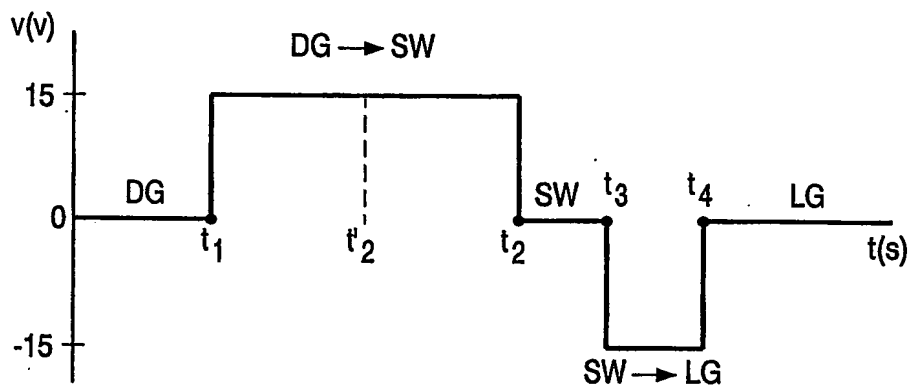 v(v)
DG → SW
15
DG
SW
t3
t4
LG
0
t1
t'2
t2
t(s)
-15
SW → LG